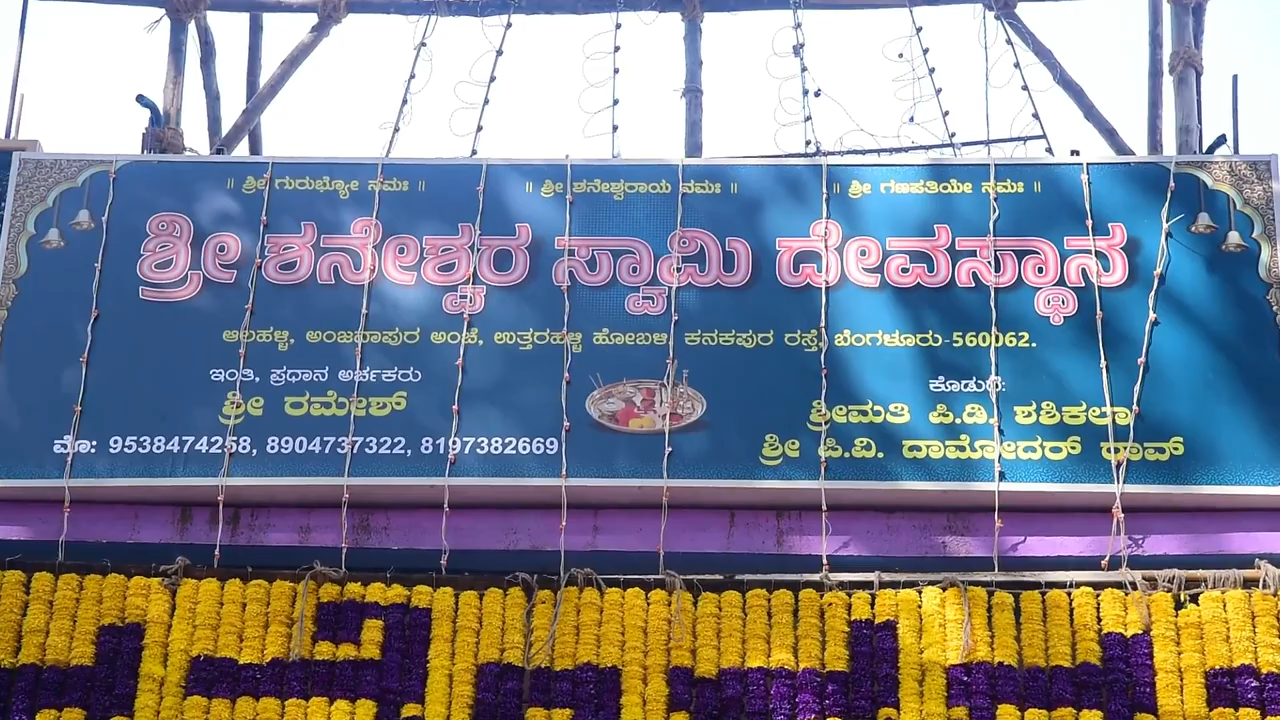 ॥ ಶ್ರೀ ಗುರುಭ್ಯೋ ನಮಃ ॥ ॥ ಶ್ರೀ ಶನೇಶ್ವರಾಯ ನಮಃ ॥ ॥ ಶ್ರೀ ಗಣಪತಿಯೇ ನಮಃ ॥
ಶ್ರೀ ಶನೇಶ್ವರ ಸ್ವಾಮಿ ದೇವಸ್ಥಾನ
ಆಲಹಳ್ಳಿ, ಅಂಜನಾಪುರ ಅಂಚೆ, ಉತ್ತರಹಳ್ಳಿ ಹೋಬಳಿ, ಕನಕಪುರ ರಸ್ತೆ, ಬೆಂಗಳೂರು-560062.
ಇಂತಿ, ಪ್ರಧಾನ ಅರ್ಚಕರು
ಶ್ರೀ ರಮೇಶ್
ಮೊ: 9538474258, 8904737322, 8197382669
ಕೊಡುಗೆ:
ಶ್ರೀಮತಿ ಪಿ.ಡಿ. ಶಶಿಕಲಾ
ಶ್ರೀ ಪಿ.ವಿ. ದಾಮೋದರ್ ರಾವ್